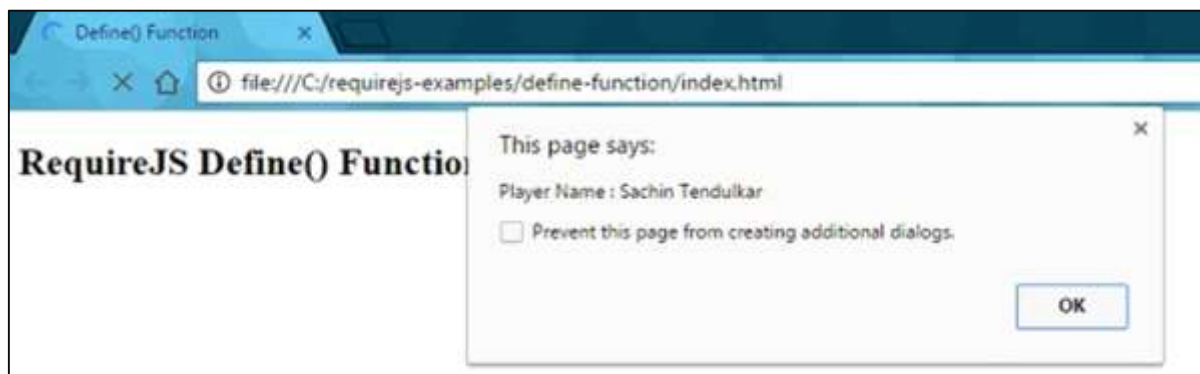 Define() Function
file:///C:/requirejs-examples/define-function/index.html
RequireJS Define() Function
This page says:
Player Name : Sachin Tendulkar
Prevent this page from creating additional dialogs.
OK